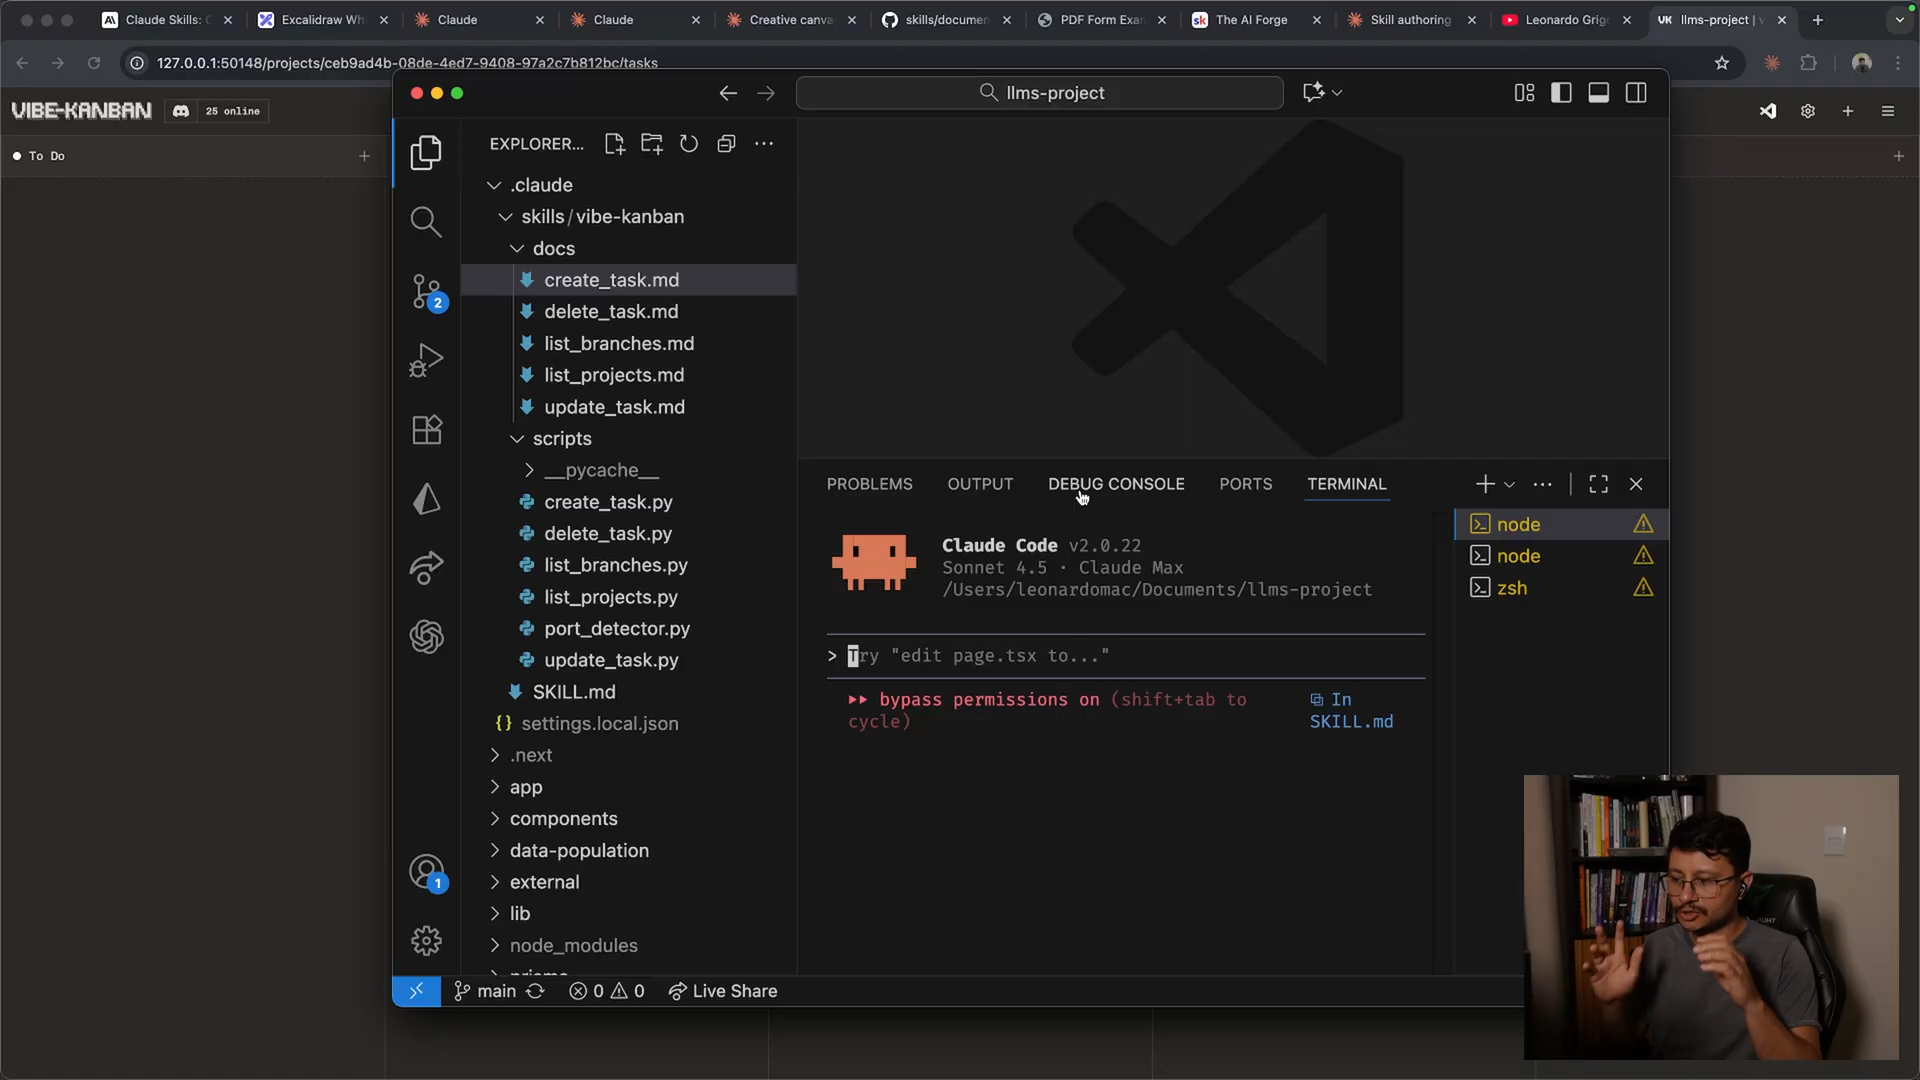 Claude Skills: 
Excalidraw Wh
Claude
Claude
Creative canva
skills/documen
PDF Form Exa
The AI Forge
Skill authoring
Leonardo Grig
VK llms-project |
127.0.0.1:50148/projects/ceb9ad4b-08de-4ed7-9408-97a2c7b812bc/tasks
VIBE-KANBAN
25 online
To Do
llms-project
EXPLORER...
.claude
skills / vibe-kanban
docs
create_task.md
delete_task.md
list_branches.md
list_projects.md
update_task.md
scripts
__pycache__
create_task.py
delete_task.py
list_branches.py
list_projects.py
port_detector.py
update_task.py
SKILL.md
{} settings.local.json
.next
app
components
data-population
external
lib
node_modules
2
1
PROBLEMS
OUTPUT
DEBUG CONSOLE
PORTS
TERMINAL
Claude Code v2.0.22
Sonnet 4.5 · Claude Max
/Users/leonardomac/Documents/llms-project
> Try "edit page.tsx to..."
bypass permissions on (shift+tab to
cycle)
In
SKILL.md
node
node
zsh
main
0
0
Live Share